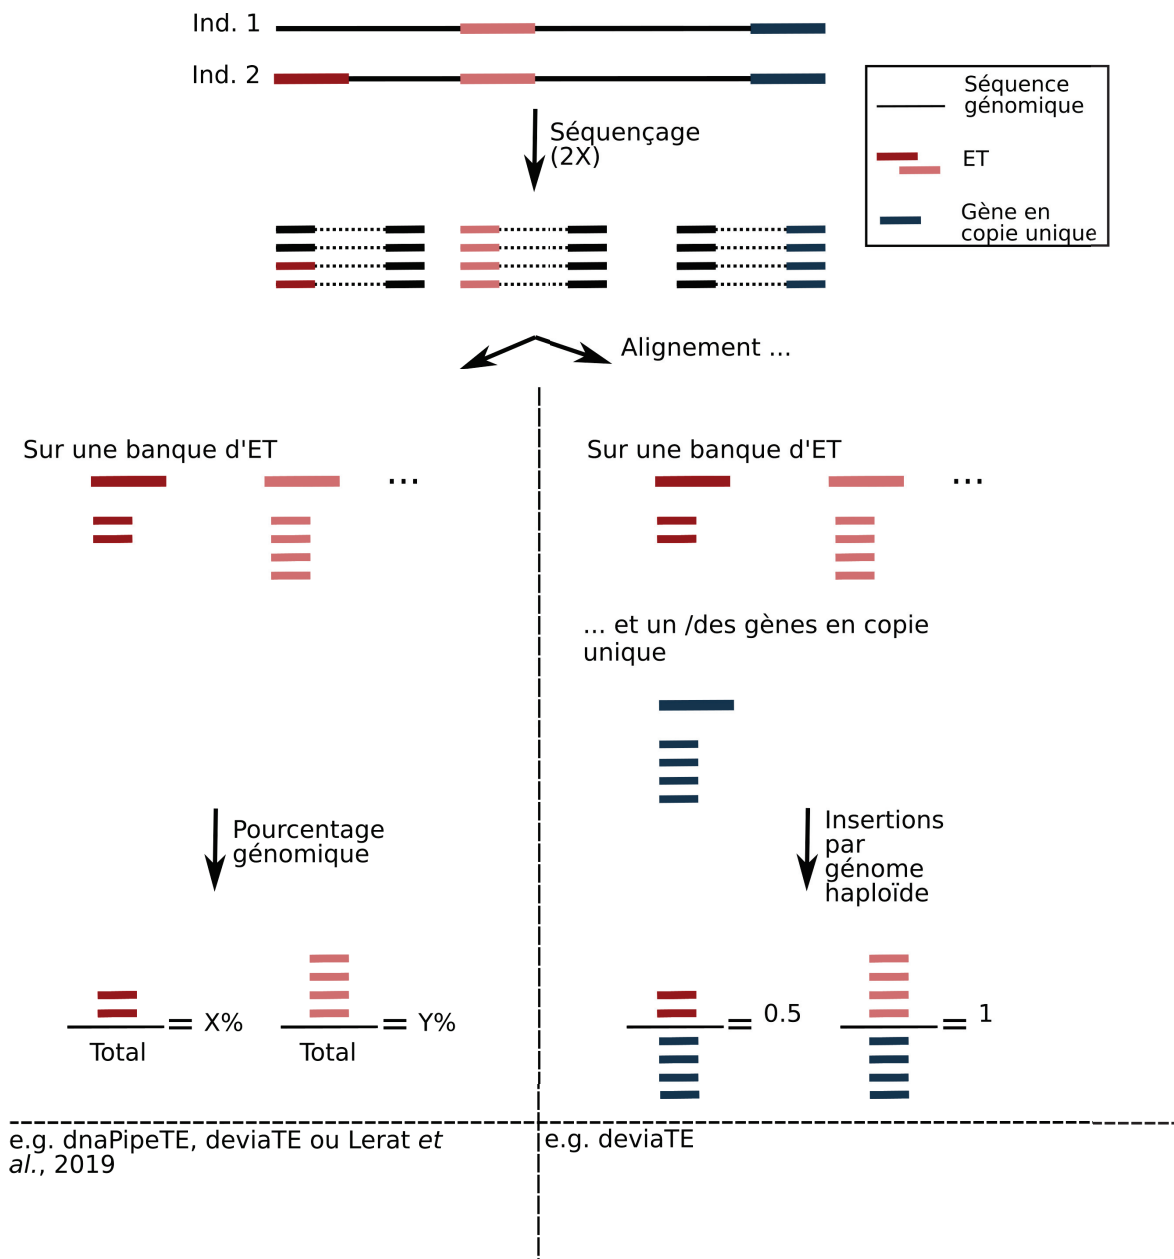 Ind. 1
Ind. 2
Séquence
génomique
ET
Gène en
copie unique
Séquençage
(2X)
Alignement ...
Sur une banque d'ET
...
Pourcentage
génomique
= X%
Total
= Y%
Total
e.g. dnaPipeTE, deviaTE ou Lerat et
al., 2019
Sur une banque d'ET
...
... et un /des gènes en copie
unique
Insertions
par
génome
haploïde
= 0.5
= 1
e.g. deviaTE